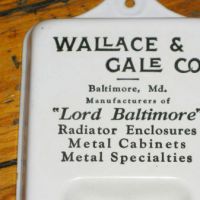 WALLACE &
GALE CO
Baltimore, Md.
Manufacturers of
"Lord Baltimore"
Radiator Enclosures
Metal Cabinets
Metal Specialties